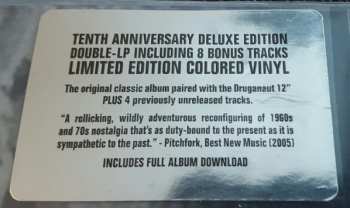 TENTH ANNIVERSARY DELUXE EDITION
DOUBLE-LP INCLUDING 8 BONUS TRACKS
LIMITED EDITION COLORED VINYL
The original classic album paired with the Druganaut 12"
PLUS 4 previously unreleased tracks.
"A rollicking, wildly adventurous reconfiguring of 1960s
and 70s nostalgia that's as duty-bound to the present as it is
sympathetic to the past." - Pitchfork, Best New Music (2005)
INCLUDES FULL ALBUM DOWNLOAD